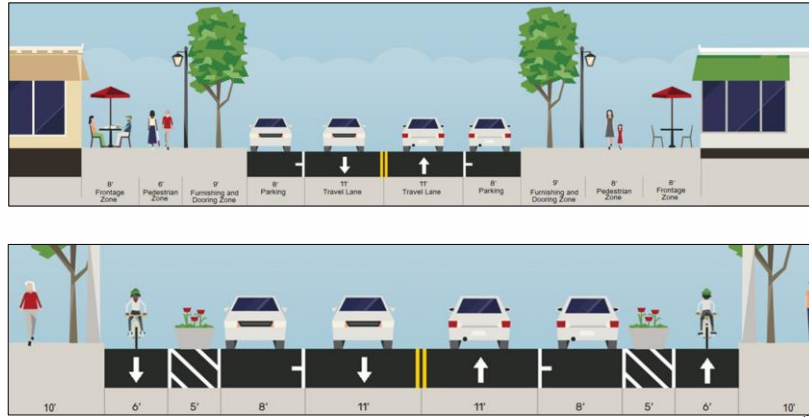 8'
Frontage
Zone
6'
Pedestrian
Zone
9'
Furnishing and
Dooring Zone
8'
Parking
11'
Travel Lane
11'
Travel Lane
8'
Parking
9'
Furnishing and
Dooring Zone
8'
Pedestrian
Zone
8'
Frontage
Zone
10'
6'
5'
8'
11'
11'
8'
5'
6'
10'